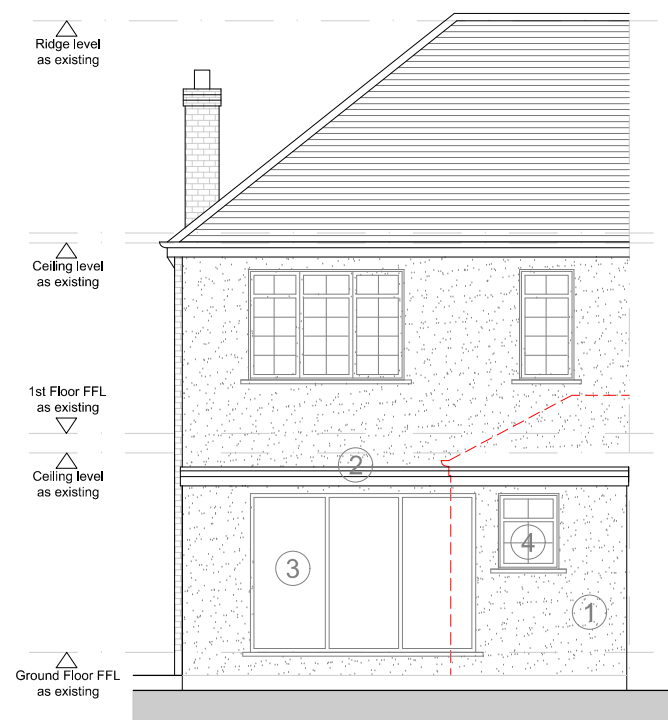 Ridge level
as existing
Ceiling level
as existing
1st Floor FFL
as existing
2
Ceiling level
as existing
4
3
1
Ground Floor FFL
as existing